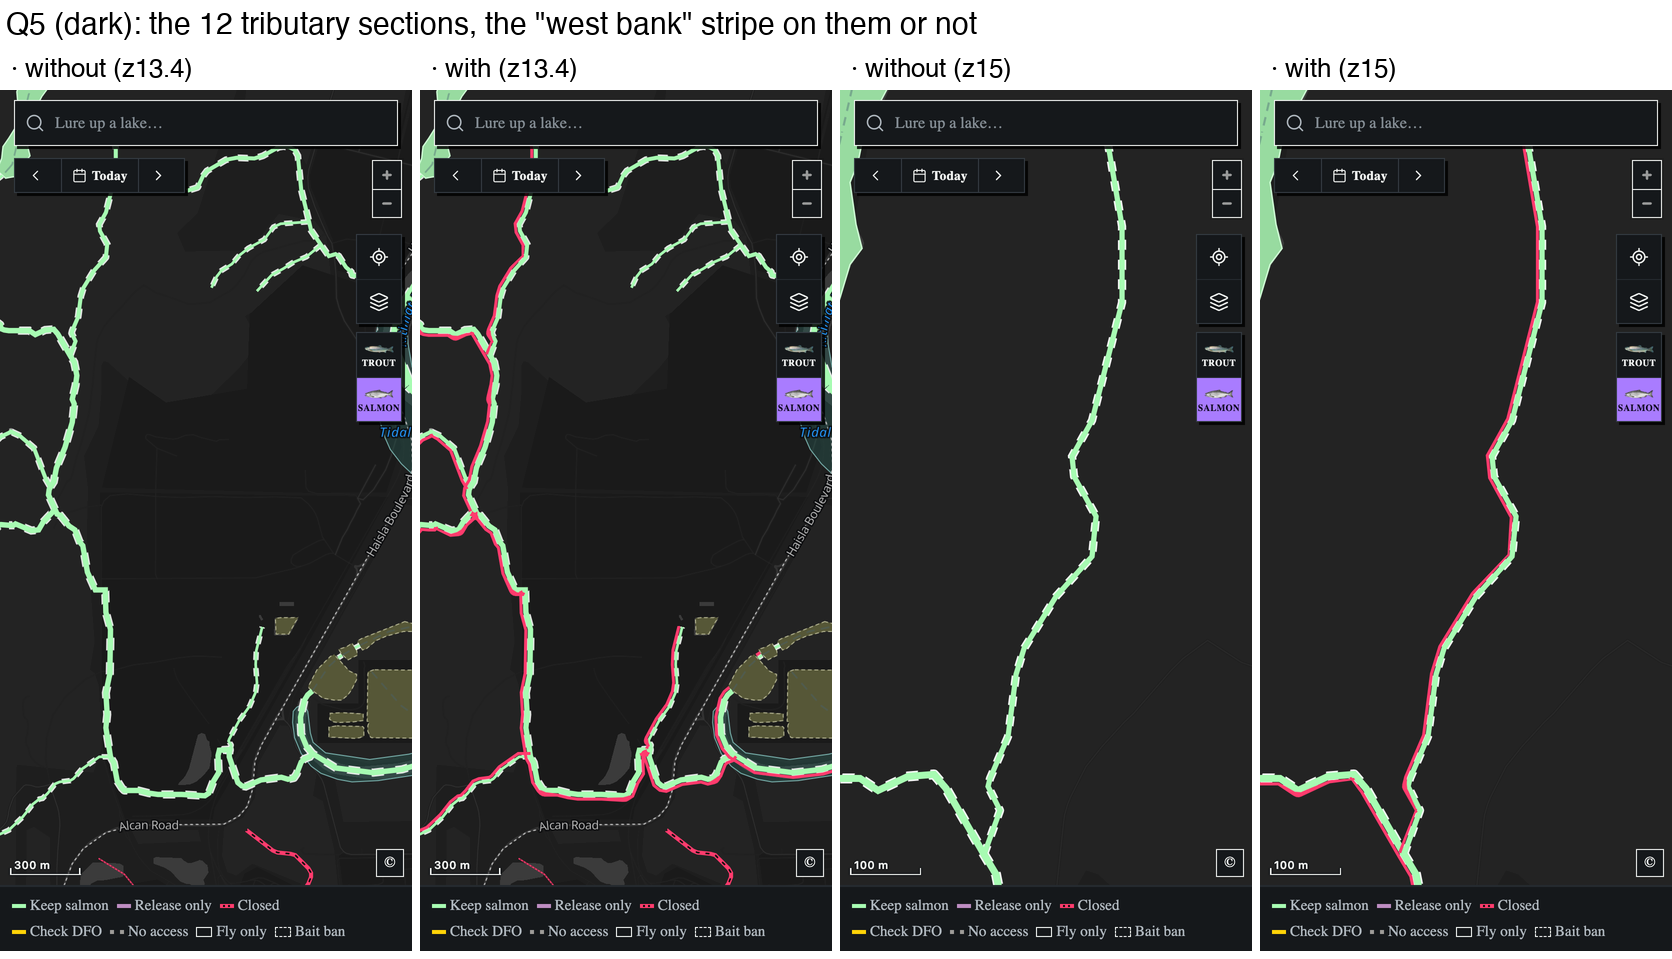 Q5 (dark): the 12 tributary sections, the "west bank" stripe on them or not
· without (z13.4)
Lure up a lake…
Today
+
−
TROUT
SALMON
Tidal
Haisla Boulevard
Alcan Road
300 m
©
Keep salmon
Release only
Closed
Check DFO
No access
Fly only
Bait ban
· with (z13.4)
Lure up a lake…
Today
+
−
TROUT
SALMON
Tidal
Haisla Boulevard
Alcan Road
300 m
©
Keep salmon
Release only
Closed
Check DFO
No access
Fly only
Bait ban
· without (z15)
Lure up a lake…
Today
+
−
TROUT
SALMON
100 m
©
Keep salmon
Release only
Closed
Check DFO
No access
Fly only
Bait ban
· with (z15)
Lure up a lake…
Today
+
−
TROUT
SALMON
100 m
©
Keep salmon
Release only
Closed
Check DFO
No access
Fly only
Bait ban